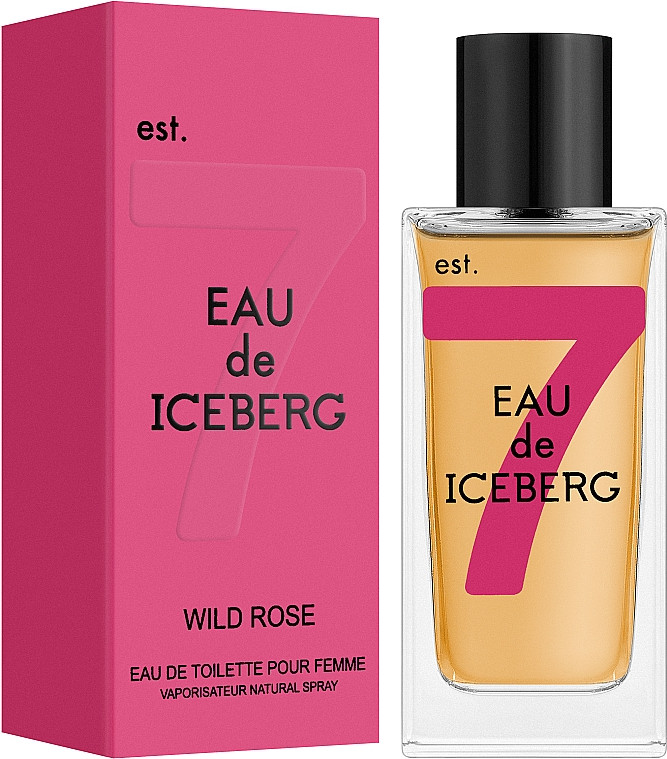 est.
7
EAU
de
ICEBERG
WILD ROSE
EAU DE TOILETTE POUR FEMME
VAPORISATEUR NATURAL SPRAY
est.
7
EAU
de
ICEBERG